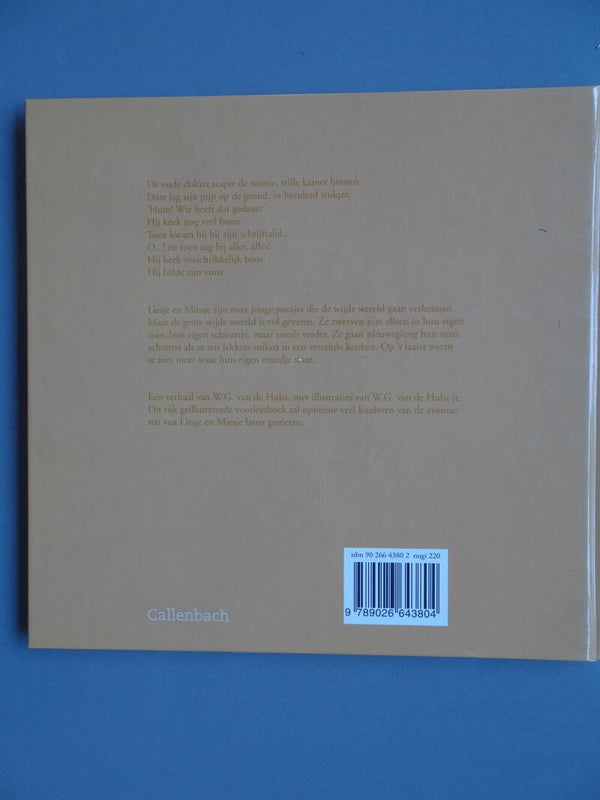 De oude dokter stapte de mooie, stille kamer binnen.
Daar lag zijn pijp op de grond, in honderd stukjes.
'Hum! Wie heeft dat gedaan?'
Hij keek nog veel bozer.
Toen kwam hij bij zijn schrijftafel...
O...! en toen zag hij alles, alles!
Hij keek verschrikkelijk boos.
Hij balde zijn vuist.
Liesje en Miesje zijn twee jonge poesjes die de wijde wereld gaan verkennen.
Maar de grote wijde wereld is vol gevaren. Ze zwerven niet alleen in hun eigen
tuin, hun eigen schuurtje, maar steeds verder. Ze gaan nieuwsgierig hun neus
achterna als ze iets lekkers ruiken in een vreemde keuken. Op 't laatst weten
ze niet meer waar hun eigen mandje staat.
Een verhaal van W.G. van de Hulst, met illustraties van W.G. van de Hulst jr.
Dit rijk geïllustreerde voorleesboek zal opnieuw veel kinderen van de avontu-
ren van Liesje en Miesje laten genieten.
isbn 90 266 4380 2 nugi 220
9 789026 643804
Callenbach